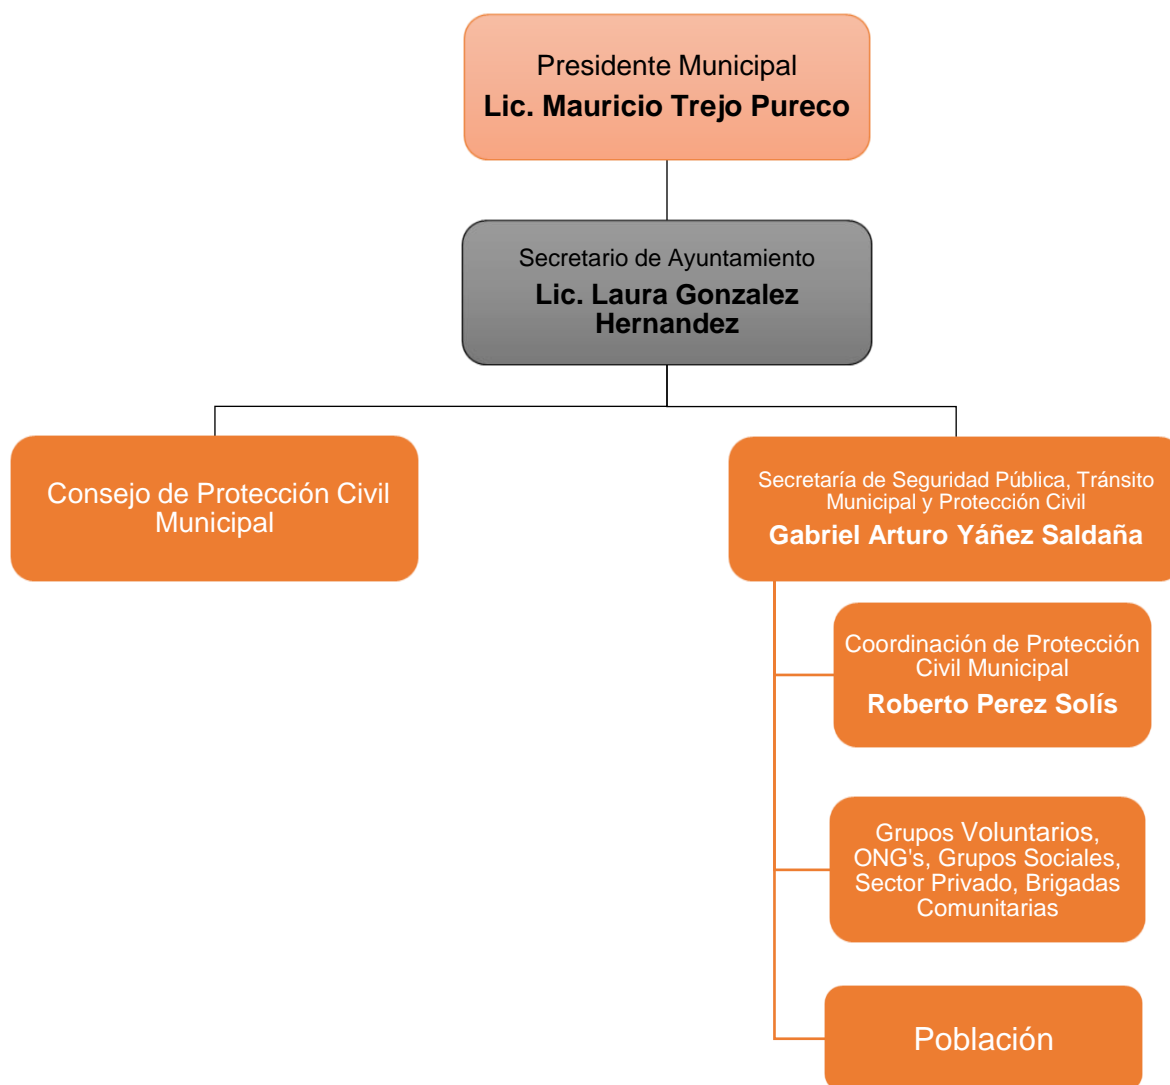 Presidente Municipal
Lic. Mauricio Trejo Pureco
Secretario de Ayuntamiento
Lic. Laura Gonzalez
Hernandez
Consejo de Protección Civil
Municipal
Secretaría de Seguridad Pública, Tránsito
Municipal y Protección Civil
Gabriel Arturo Yáñez Saldaña
Coordinación de Protección
Civil Municipal
Roberto Perez Solís
Grupos Voluntarios,
ONG's, Grupos Sociales,
Sector Privado, Brigadas
Comunitarias
Población